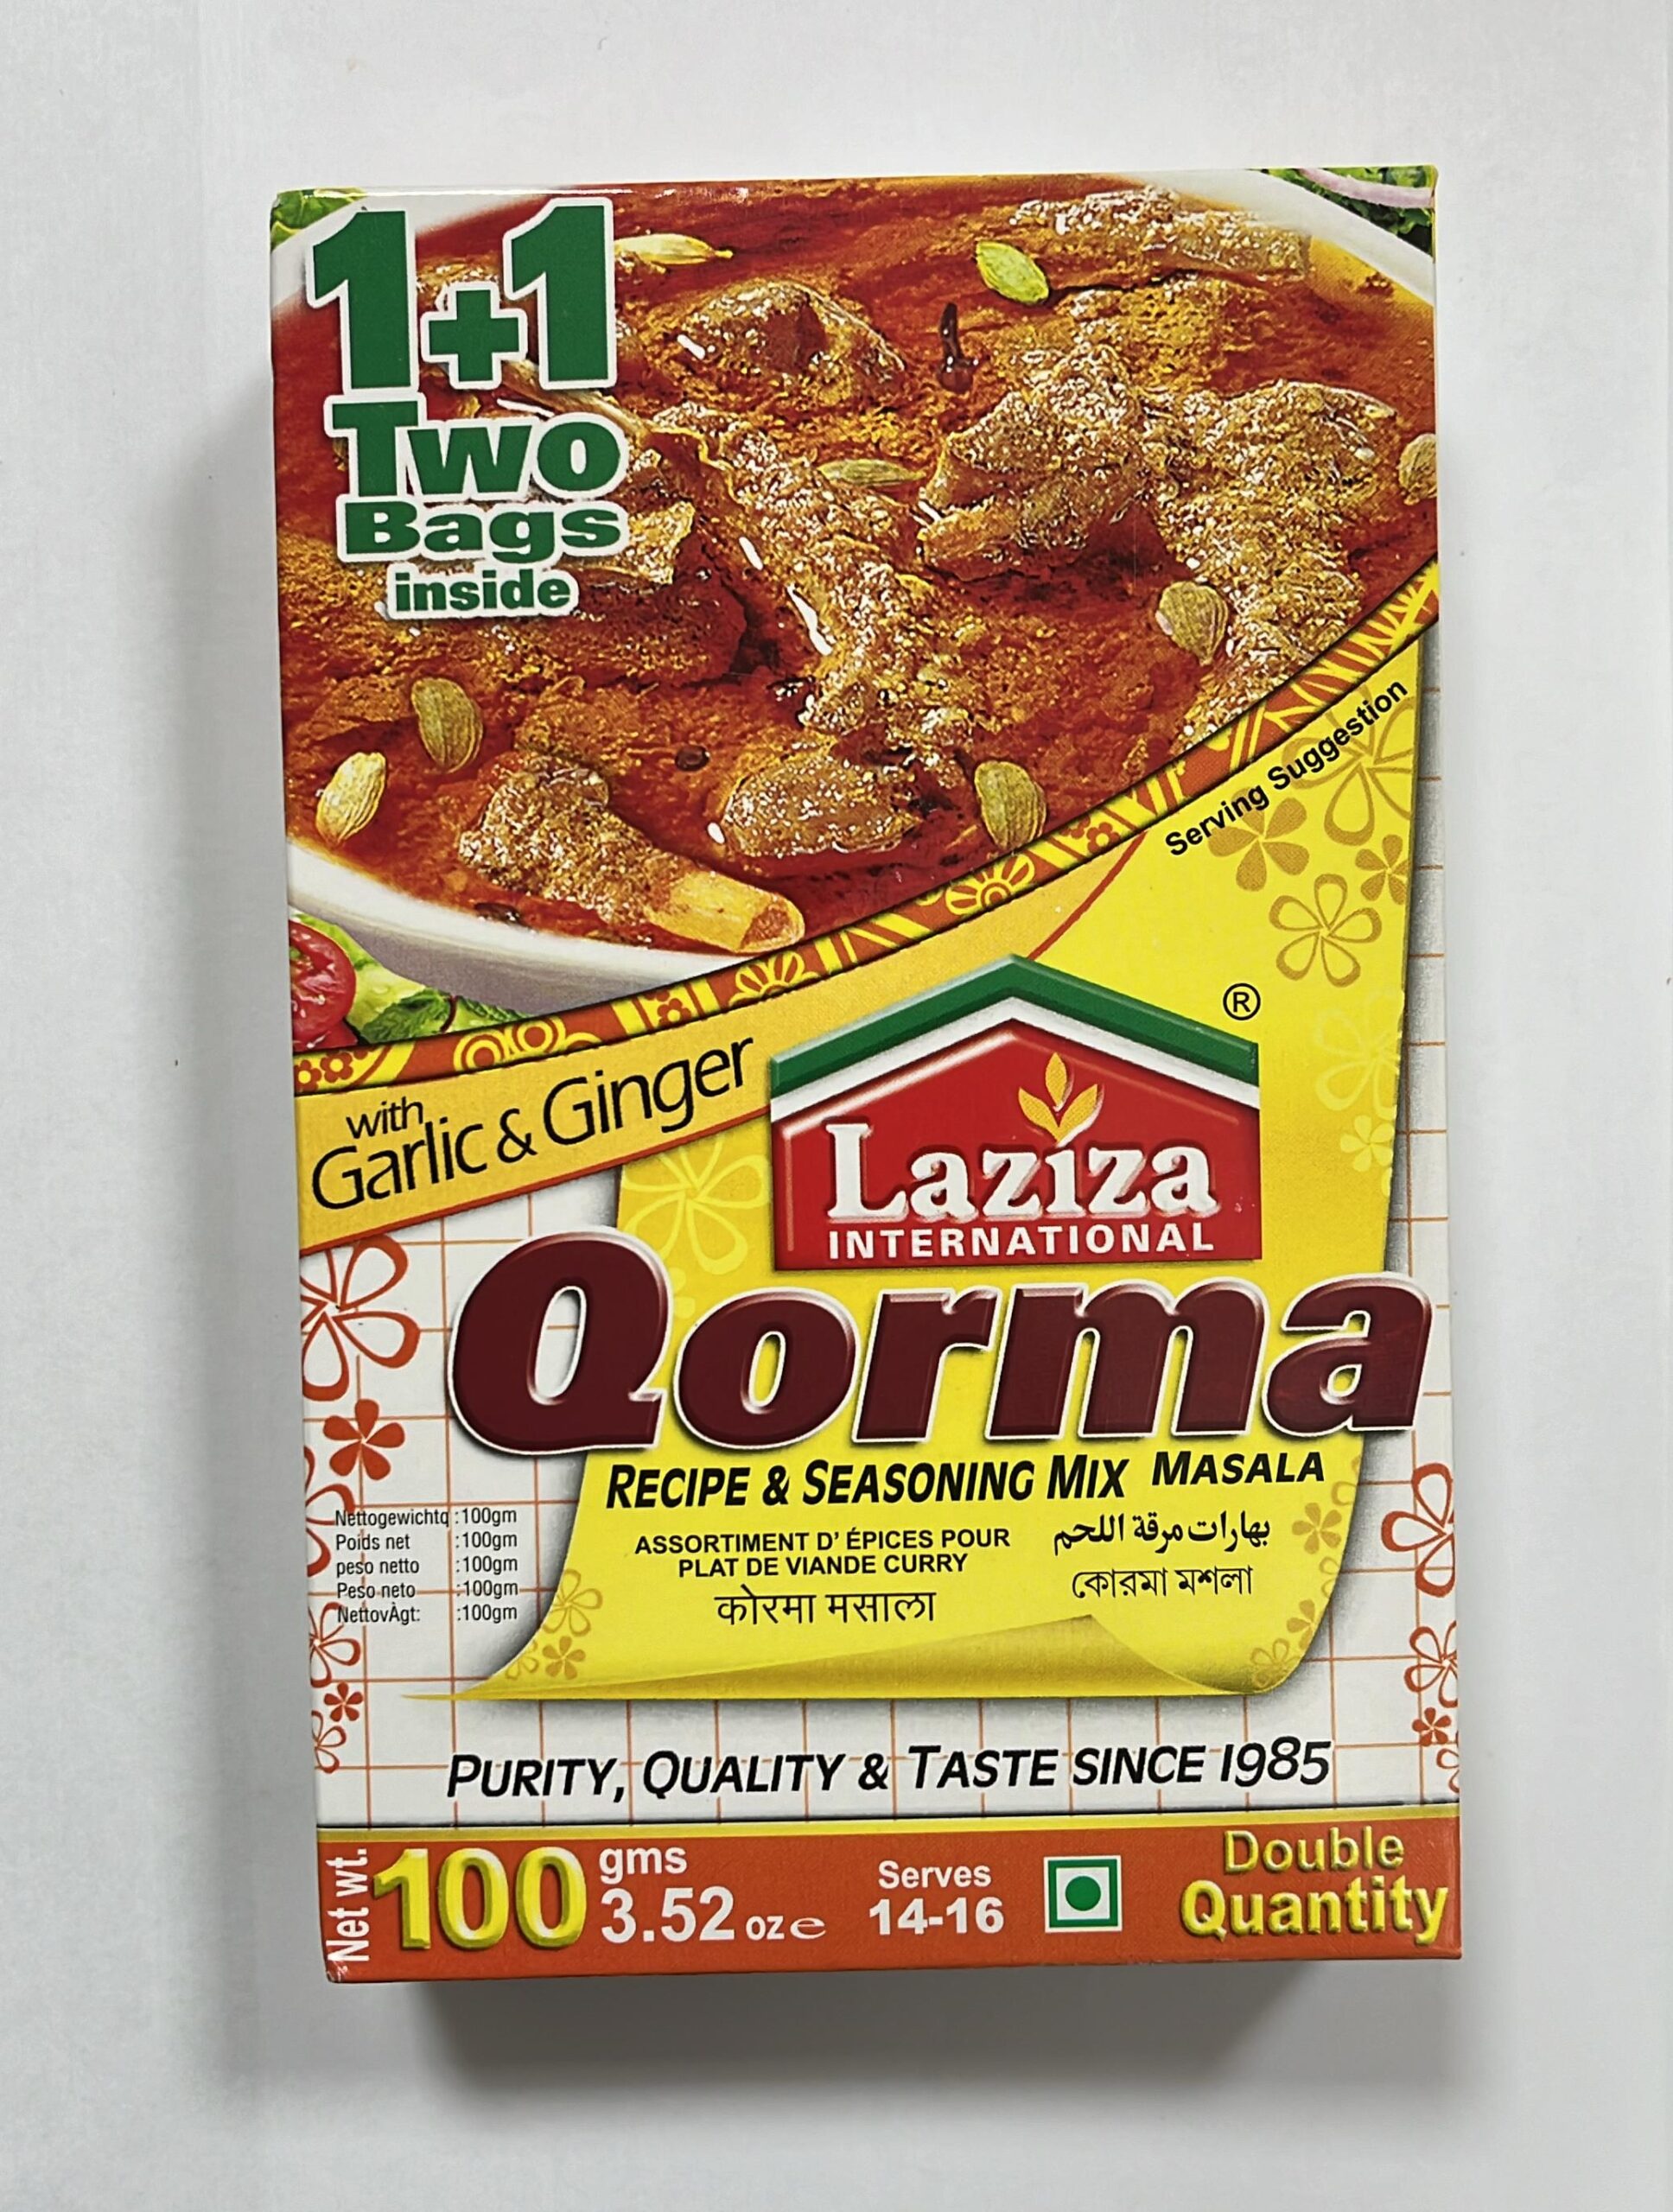 1+1
Two
Bags
inside
Serving Suggestion
with
Garlic & Ginger
®
Laziza
INTERNATIONAL
Qorma
RECIPE & SEASONING MIX MASALA
ASSORTIMENT D' ÉPICES POUR
PLAT DE VIANDE CURRY
कोरमा मसाला
بهارات مرقة اللحم
কোরমা মশলা
Nettogewichtq :100gm
Poids net :100gm
peso netto :100gm
Peso neto :100gm
NettovÀgt: :100gm
PURITY, QUALITY & TASTE SINCE 1985
Net wt. 100 gms
3.52 oz e
Serves
14-16
Double
Quantity